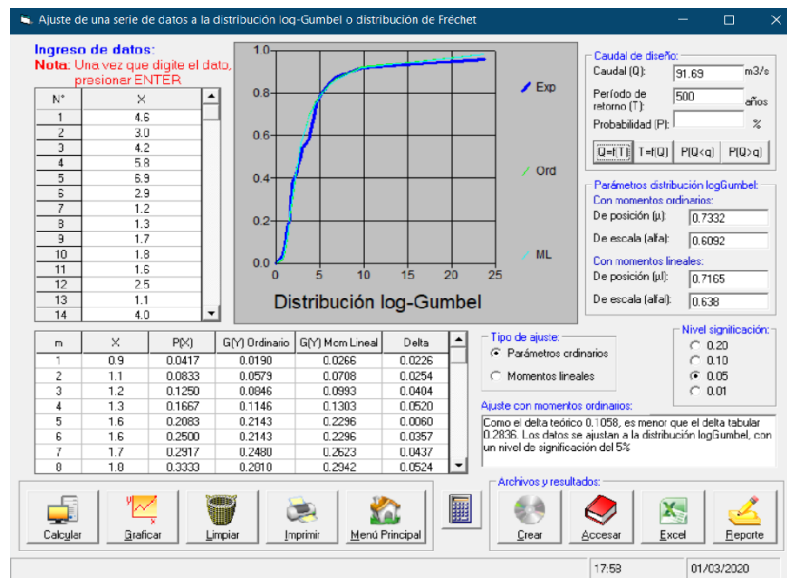 Ajuste de una serie de datos a la distribución log-Gumbel o distribución de Fréchet
Ingreso de datos:
Nota: Una vez que digite el dato,
presionar ENTER
N° X
1 4.6
2 3.0
3 4.2
4 5.8
5 6.9
6 2.9
7 1.2
8 1.3
9 1.7
10 1.8
11 1.6
12 2.5
13 1.1
14 4.0
1.0
0.8
0.6
0.4
0.2
0.0
0 5 10 15 20 25
Exp
Ord
ML
Distribución log-Gumbel
Caudal de diseño:
Caudal (Q): 91.69 m3/s
Período de
retorno (T): 500 años
Probabilidad (P): %
Q=f(T) T=f(Q) P(Q<q) P(Q>q)
Parámetros distribución logGumbel:
Con momentos ordinarios:
De posición (µ): 0.7332
De escala (alfa): 0.6092
Con momentos lineales:
De posición (µl): 0.7165
De escala (alfal): 0.638
m X P(X) G(Y) Ordinario G(Y) Mom Lineal Delta
1 0.9 0.0417 0.0190 0.0266 0.0226
2 1.1 0.0833 0.0579 0.0708 0.0254
3 1.2 0.1250 0.0846 0.0993 0.0404
4 1.3 0.1667 0.1146 0.1303 0.0520
5 1.6 0.2083 0.2143 0.2296 0.0060
6 1.6 0.2500 0.2143 0.2296 0.0357
7 1.7 0.2917 0.2480 0.2623 0.0437
8 1.8 0.3333 0.2810 0.2942 0.0524
Tipo de ajuste:
Parámetros ordinarios
Momentos lineales
Nivel significación:
0.20
0.10
0.05
0.01
Ajuste con momentos ordinarios:
Como el delta teórico 0.1058, es menor que el delta tabular
0.2836. Los datos se ajustan a la distribución logGumbel, con
un nivel de significación del 5%
Calcular Graficar Limpiar Imprimir Menú Principal
Archivos y resultados:
Crear Accesar Excel Reporte
17:58 01/03/2020